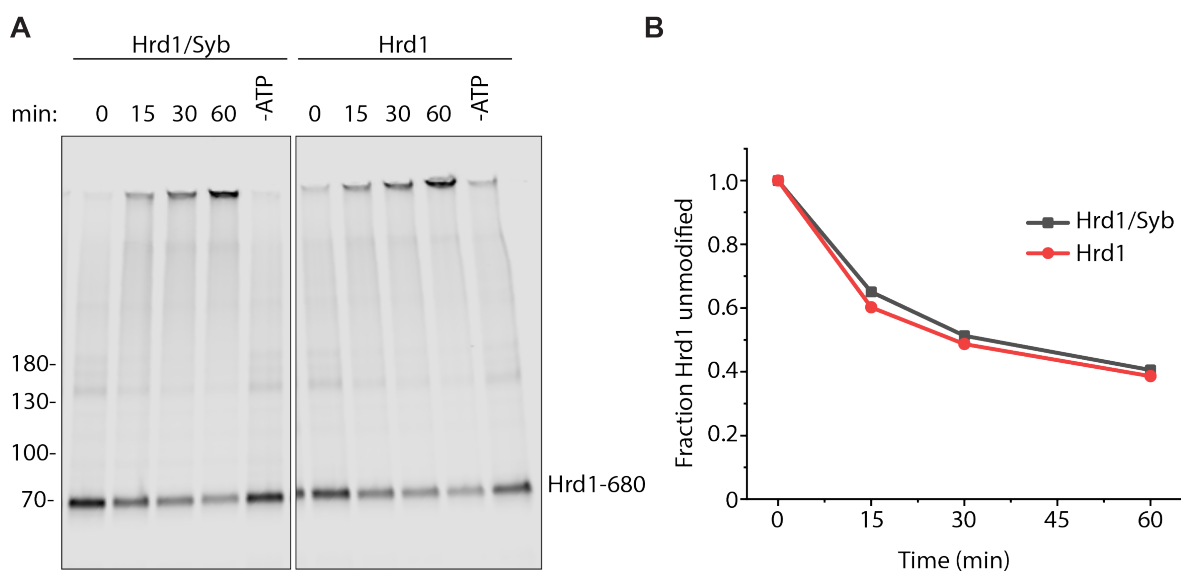 A
Hrd1/Syb Hrd1
min: 0 15 30 60 -ATP 0 15 30 60 -ATP
180-
130-
100-
70-
Hrd1-680
B
Fraction Hrd1 unmodified
1.0
0.8
0.6
0.4
0.2
0
0 15 30 45 60
Time (min)
Hrd1/Syb
Hrd1